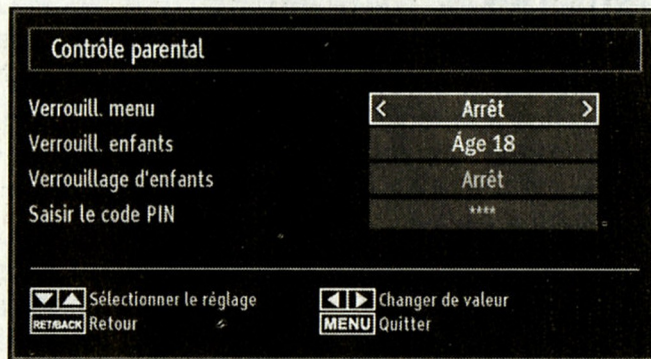 Contrôle parental
Verrouill. menu < Arrêt >
Verrouill. enfants Áge 18
Verrouillage d'enfants Arrêt
Saisir le code PIN ****
▼▲ Sélectionner le réglage ◄► Changer de valeur
RET/BACK Retour MENU Quitter